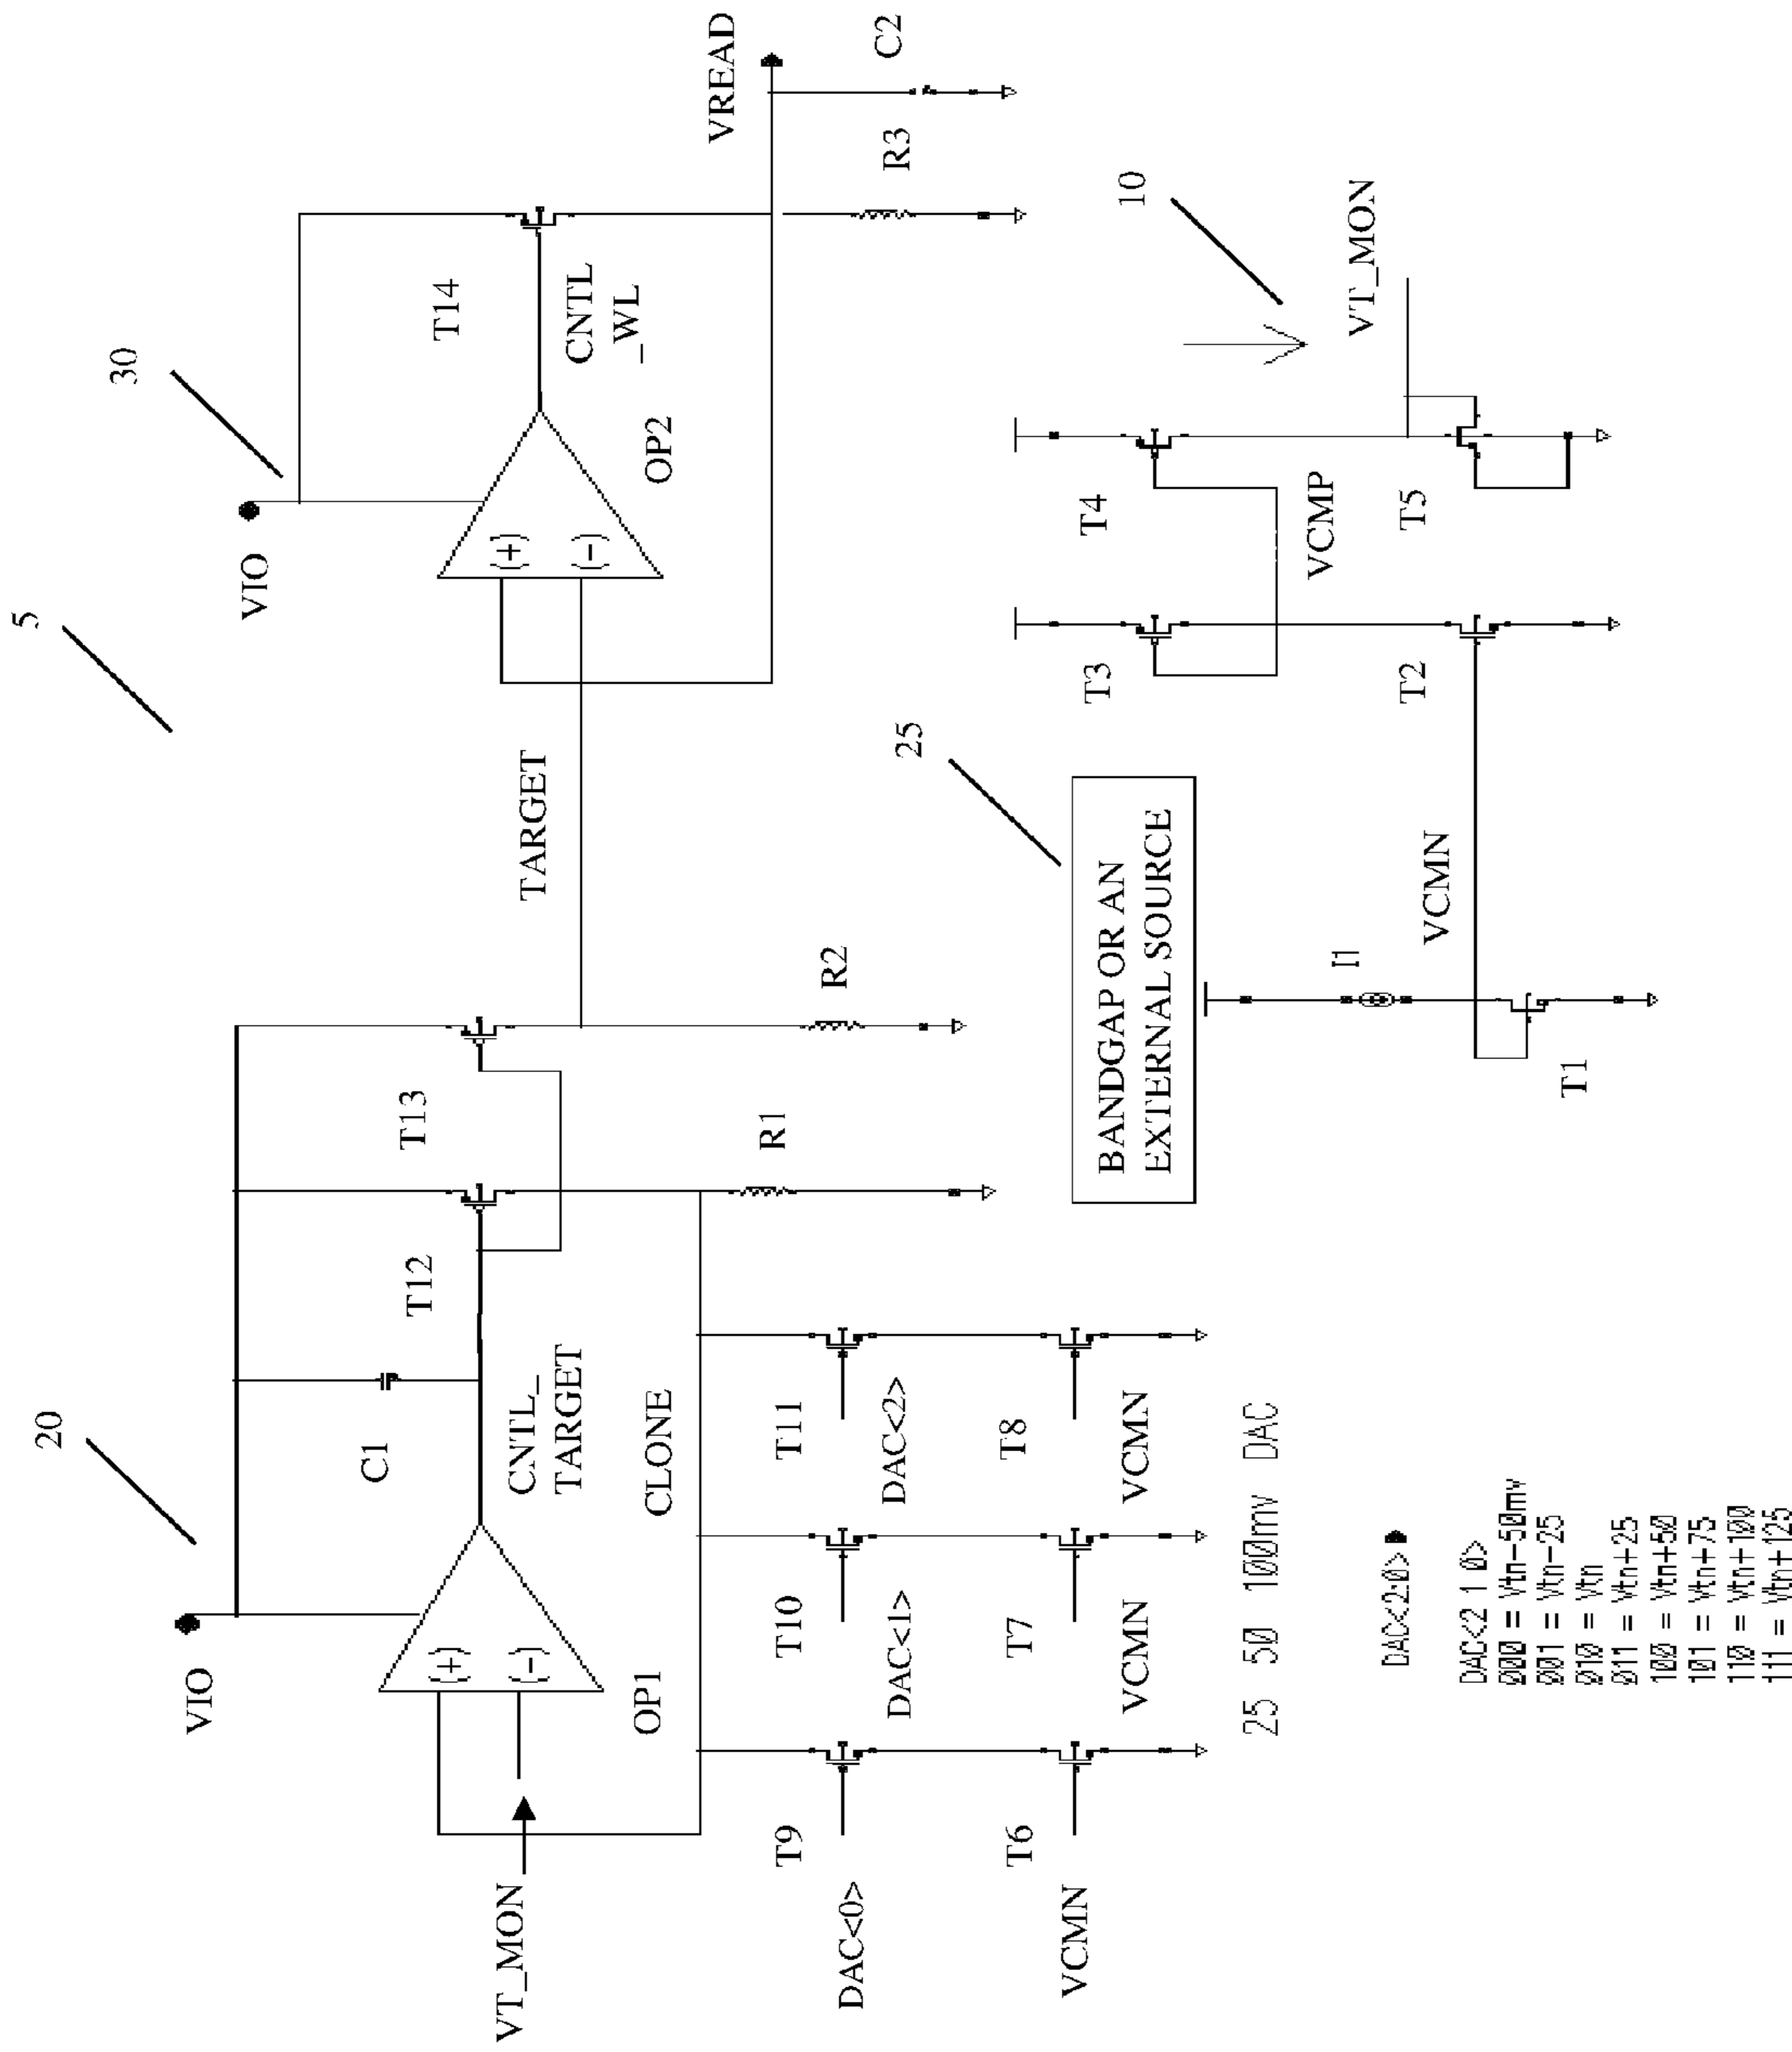 5
20
30
VIO
VIO
C1
T12
T13
T14
(+)
(-)
(+)
(-)
VT_MON
OP1
CNTL_
TARGET
TARGET
OP2
CNTL
_WL
VREAD
CLONE
R1
R2
R3
C2
T9
T10
T11
DAC<0>
DAC<1>
DAC<2>
T6
T7
T8
VCMN
VCMN
VCMN
25 50 100mv DAC
25
10
BANDGAP OR AN
EXTERNAL SOURCE
T3
T4
VCMP
VT_MON
I1
VCMN
T1
T2
T5
DAC<2:0>
DAC<2 1 0>
000 = Vtn-50mv
001 = Vtn-25
010 = Vtn
011 = Vtn+25
100 = Vtn+50
101 = Vtn+75
110 = Vtn+100
111 = Vtn+125